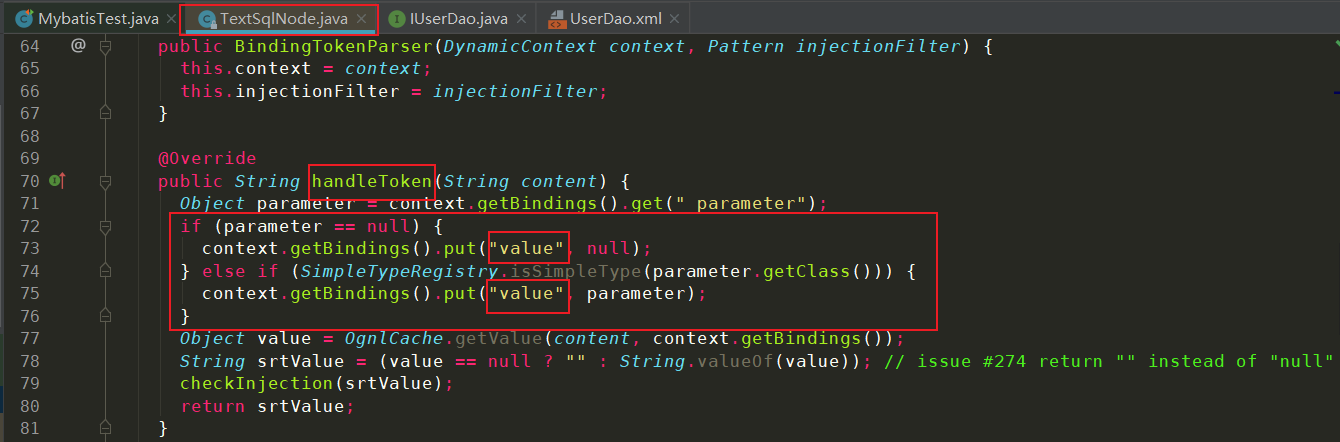 MybatisTest.java × TextSqlNode.java × IUserDao.java × UserDao.xml ×
64 @ public BindingTokenParser(DynamicContext context, Pattern injectionFilter) {
65 this.context = context;
66 this.injectionFilter = injectionFilter;
67 }
68
69 @Override
70 public String handleToken(String content) {
71 Object parameter = context.getBindings().get("_parameter");
72 if (parameter == null) {
73 context.getBindings().put("value", null);
74 } else if (SimpleTypeRegistry.isSimpleType(parameter.getClass())) {
75 context.getBindings().put("value", parameter);
76 }
77 Object value = OgnlCache.getValue(content, context.getBindings());
78 String srtValue = (value == null ? "" : String.valueOf(value)); // issue #274 return "" instead of "null"
79 checkInjection(srtValue);
80 return srtValue;
81 }